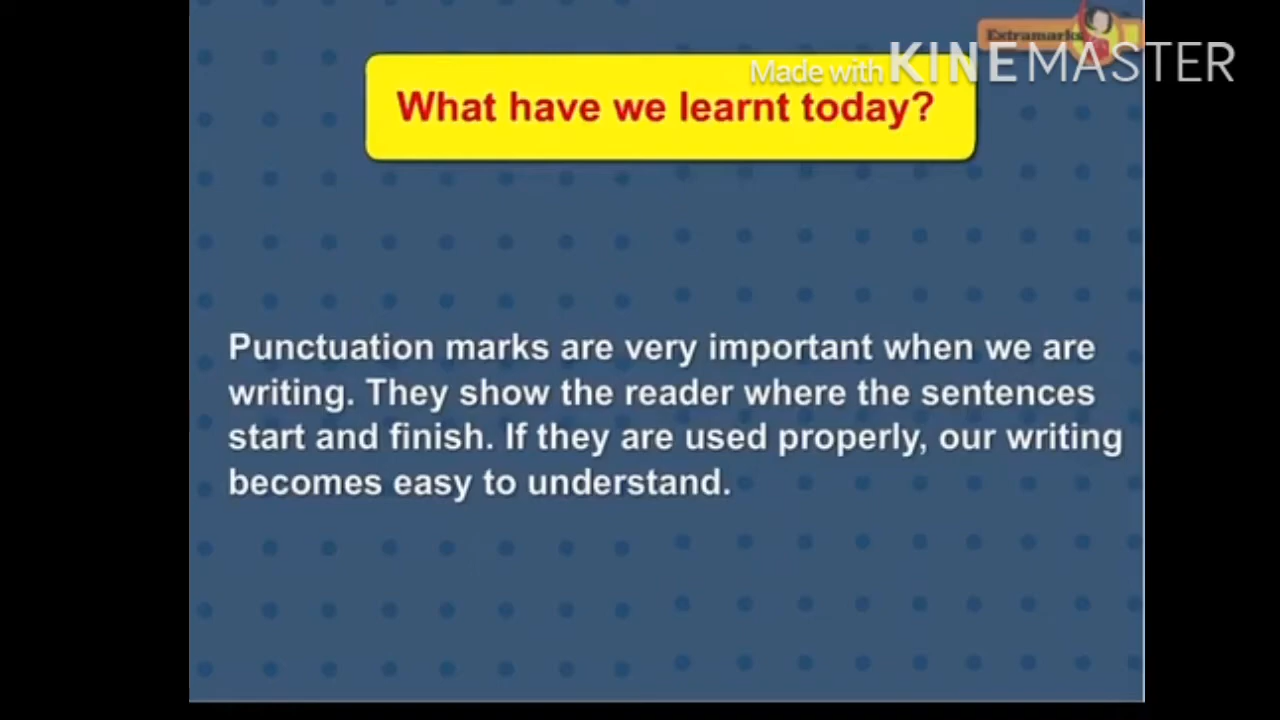 Extramarks
Made with KINEMASTER
What have we learnt today?
Punctuation marks are very important when we are
writing. They show the reader where the sentences
start and finish. If they are used properly, our writing
becomes easy to understand.